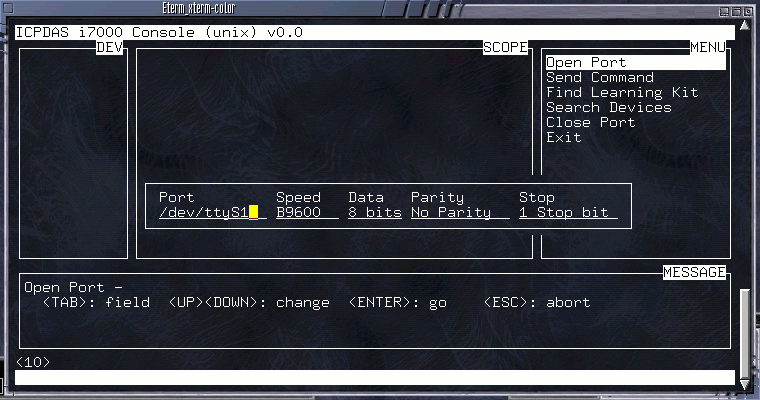 Eterm_xterm-color
ICPDAS i7000 Console (unix) v0.0
DEV
SCOPE
MENU
Open Port
Send Command
Find Learning Kit
Search Devices
Close Port
Exit
Port Speed Data Parity Stop
/dev/ttyS1 B9600 8 bits No Parity 1 Stop bit
MESSAGE
Open Port -
<TAB>: field <UP><DOWN>: change <ENTER>: go <ESC>: abort
<10>